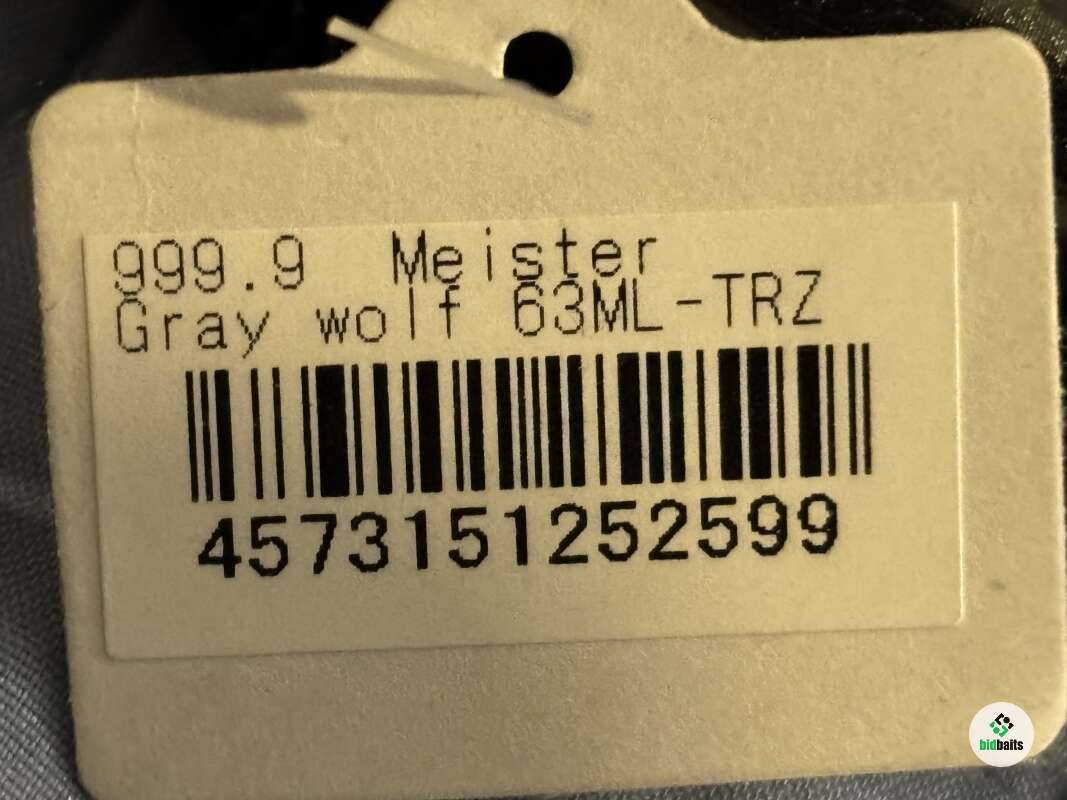 999.9 Meister
Gray wolf 63ML-TRZ
4573151252599
bidbaits